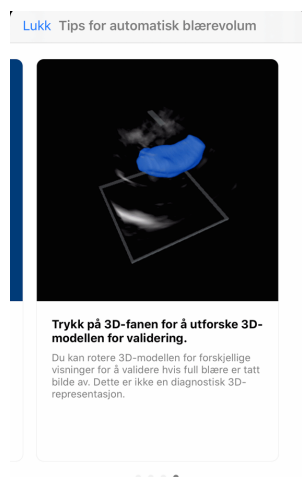 Lukk Tips for automatisk blærevolum
Trykk på 3D-fanen for å utforske 3D-
modellen for validering.
Du kan rotere 3D-modellen for forskjellige
visninger for å validere hvis full blære er tatt
bilde av. Dette er ikke en diagnostisk 3D-
representasjon.